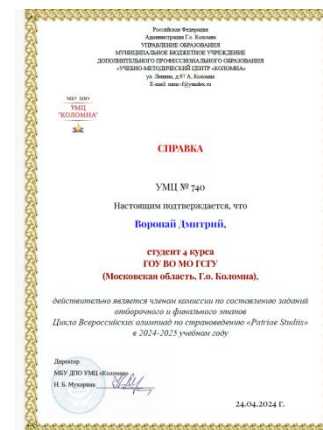 Российская Федерация
Администрация Г.о. Коломна
УПРАВЛЕНИЕ ОБРАЗОВАНИЯ
МУНИЦИПАЛЬНОЕ БЮДЖЕТНОЕ УЧРЕЖДЕНИЕ
ДОПОЛНИТЕЛЬНОГО ПРОФЕССИОНАЛЬНОГО ОБРАЗОВАНИЯ
«УЧЕБНО-МЕТОДИЧЕСКИЙ ЦЕНТР «КОЛОМНА»
ул. Ленина, д.97 А, Коломна
E-mail:
МБУ ДПО
УМЦ
"КОЛОМНА"
СПРАВКА
УМЦ № 740
Настоящим подтверждается, что
Воропай Дмитрий,
студент 4 курса
ГОУ ВО МО ГСГУ
(Московская область, Г.о. Коломна),
действительно является членом комиссии по составлению заданий
отборочного и финального этапов
Цикла Всероссийских олимпиад по страноведению «Patriae Studiis»
в 2024-2025 учебном году
Директор
МБУ ДПО УМЦ «Коломна»
Н. Б.
24.04.2024 г.